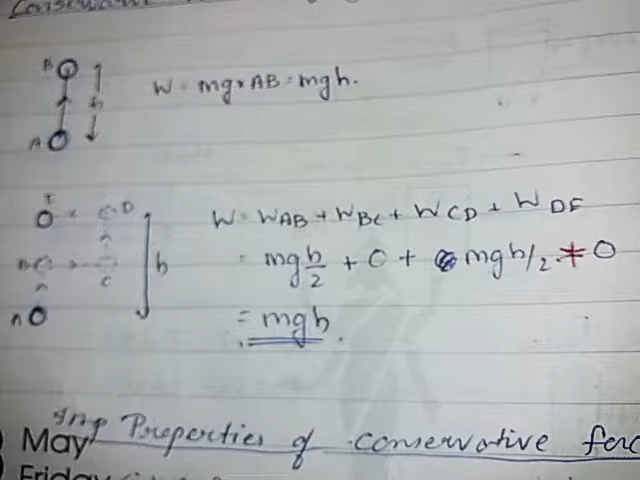 Conservative
B
W = mg × AB = mgh.
h
A
F D
W = WAB + WBC + WCD + WDF
B C h
= mg h/2 + 0 + mgh/2 + 0
A
= mgh.
Imp Properties of conservative forc
May
Friday